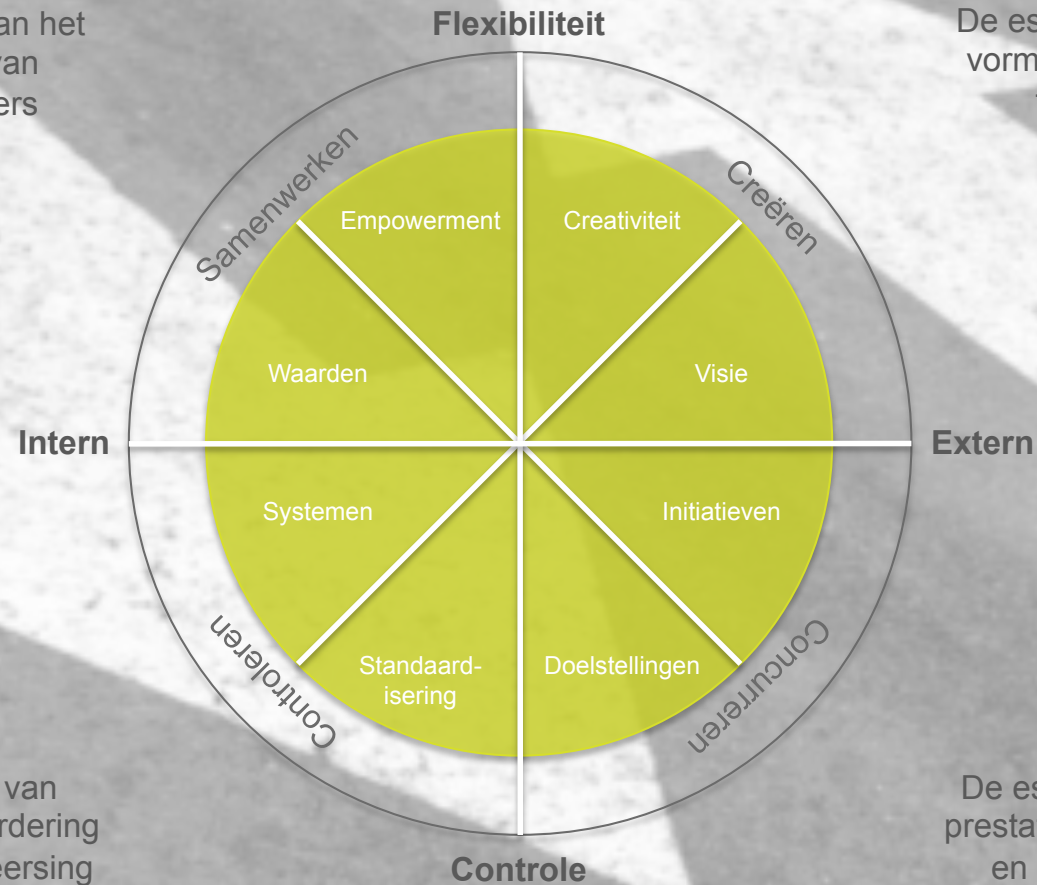 an het
van
ers
Flexibiliteit
De es
vorm
Samenwerken
Creëren
Empowerment
Creativiteit
Waarden
Visie
Intern
Extern
Systemen
Initiatieven
Controleren
Standaard-
isering
Doelstellingen
Concurreren
van
rdering
eersing
Controle
De es
presta
en